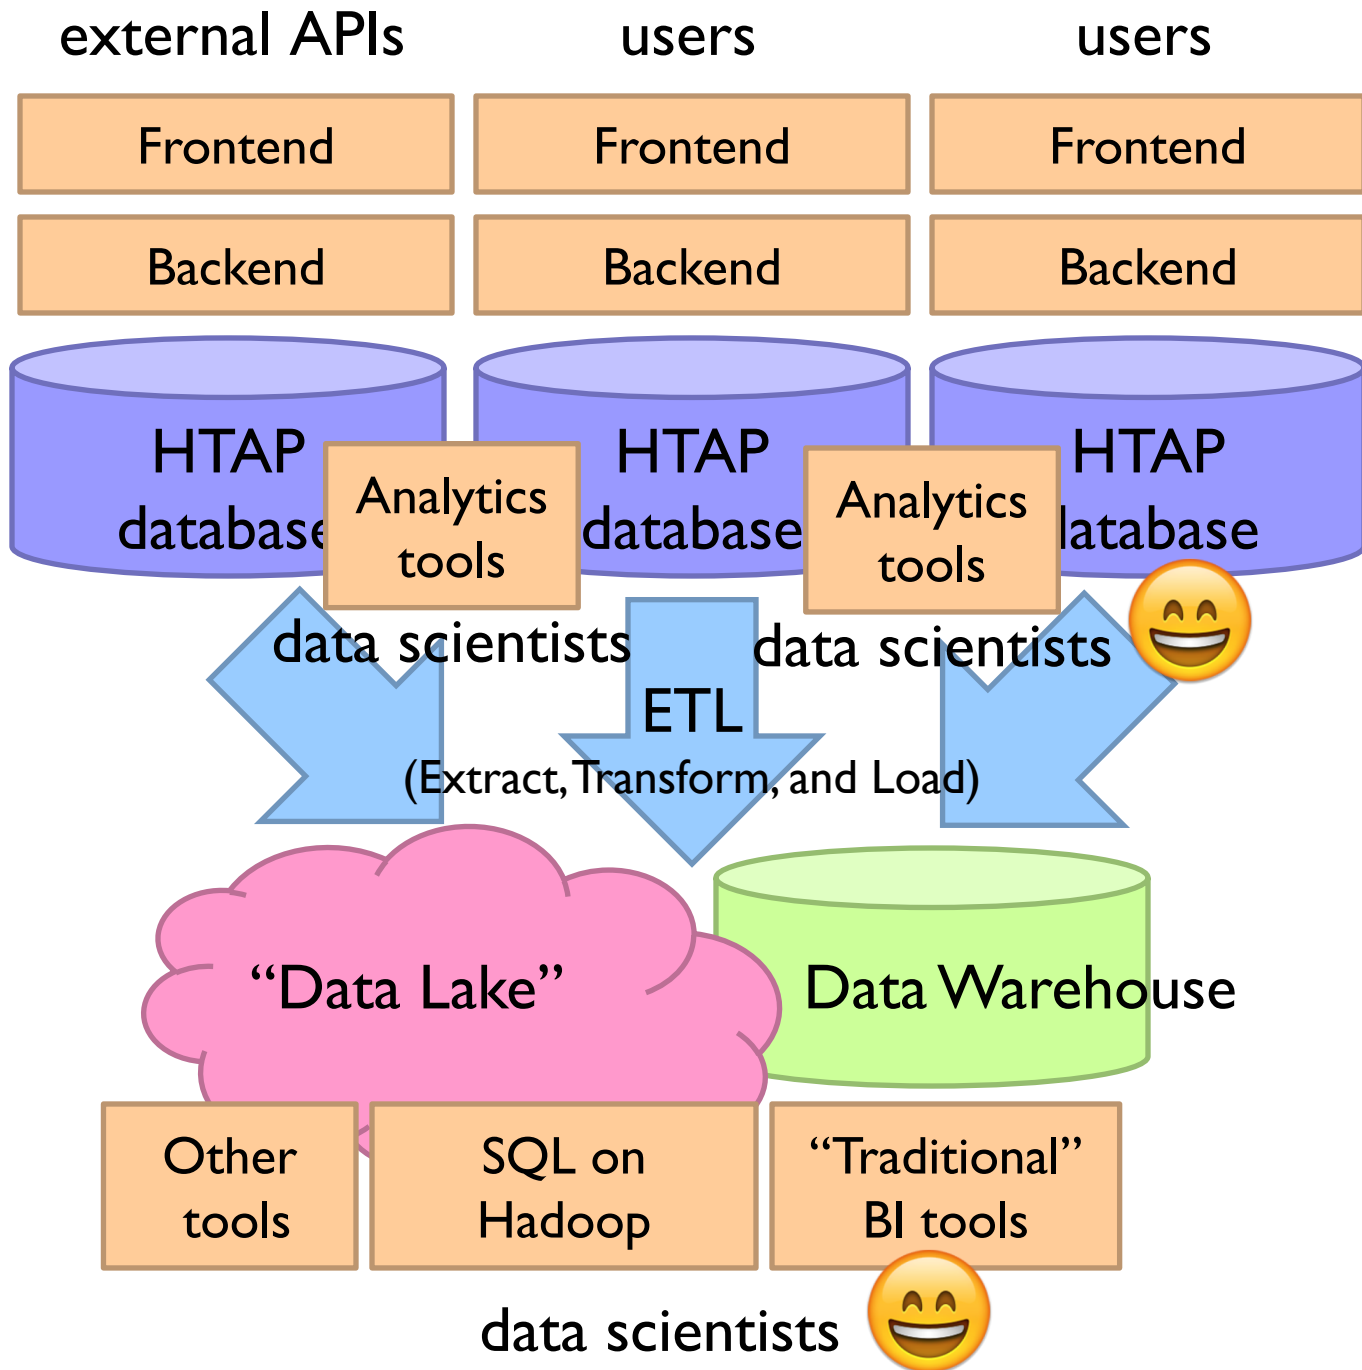 external APIs
users
users
Frontend
Frontend
Frontend
Backend
Backend
Backend
HTAP
database
HTAP
database
HTAP
database
Analytics
tools
Analytics
tools
data scientists
data scientists
ETL
(Extract, Transform, and Load)
“Data Lake”
Data Warehouse
Other
tools
SQL on
Hadoop
“Traditional”
BI tools
data scientists